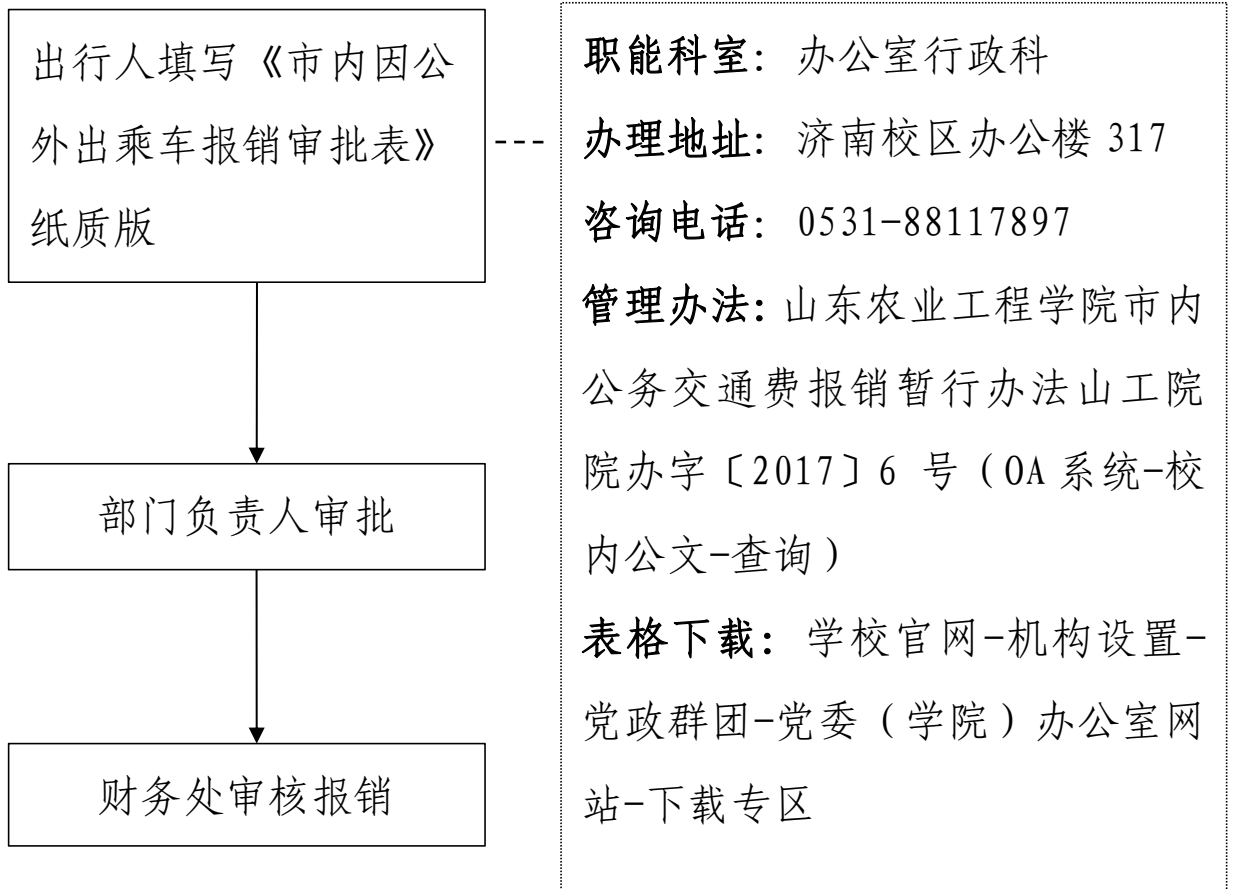 出行人填写《市内因公
外出乘车报销审批表》
纸质版
部门负责人审批
财务处审核报销
职能科室：办公室行政科
办理地址：济南校区办公楼 317
咨询电话：0531-88117897
管理办法：山东农业工程学院市内
公务交通费报销暂行办法山工院
院办字〔2017〕6 号（OA 系统-校
内公文-查询）
表格下载：学校官网-机构设置-
党政群团-党委（学院）办公室网
站-下载专区